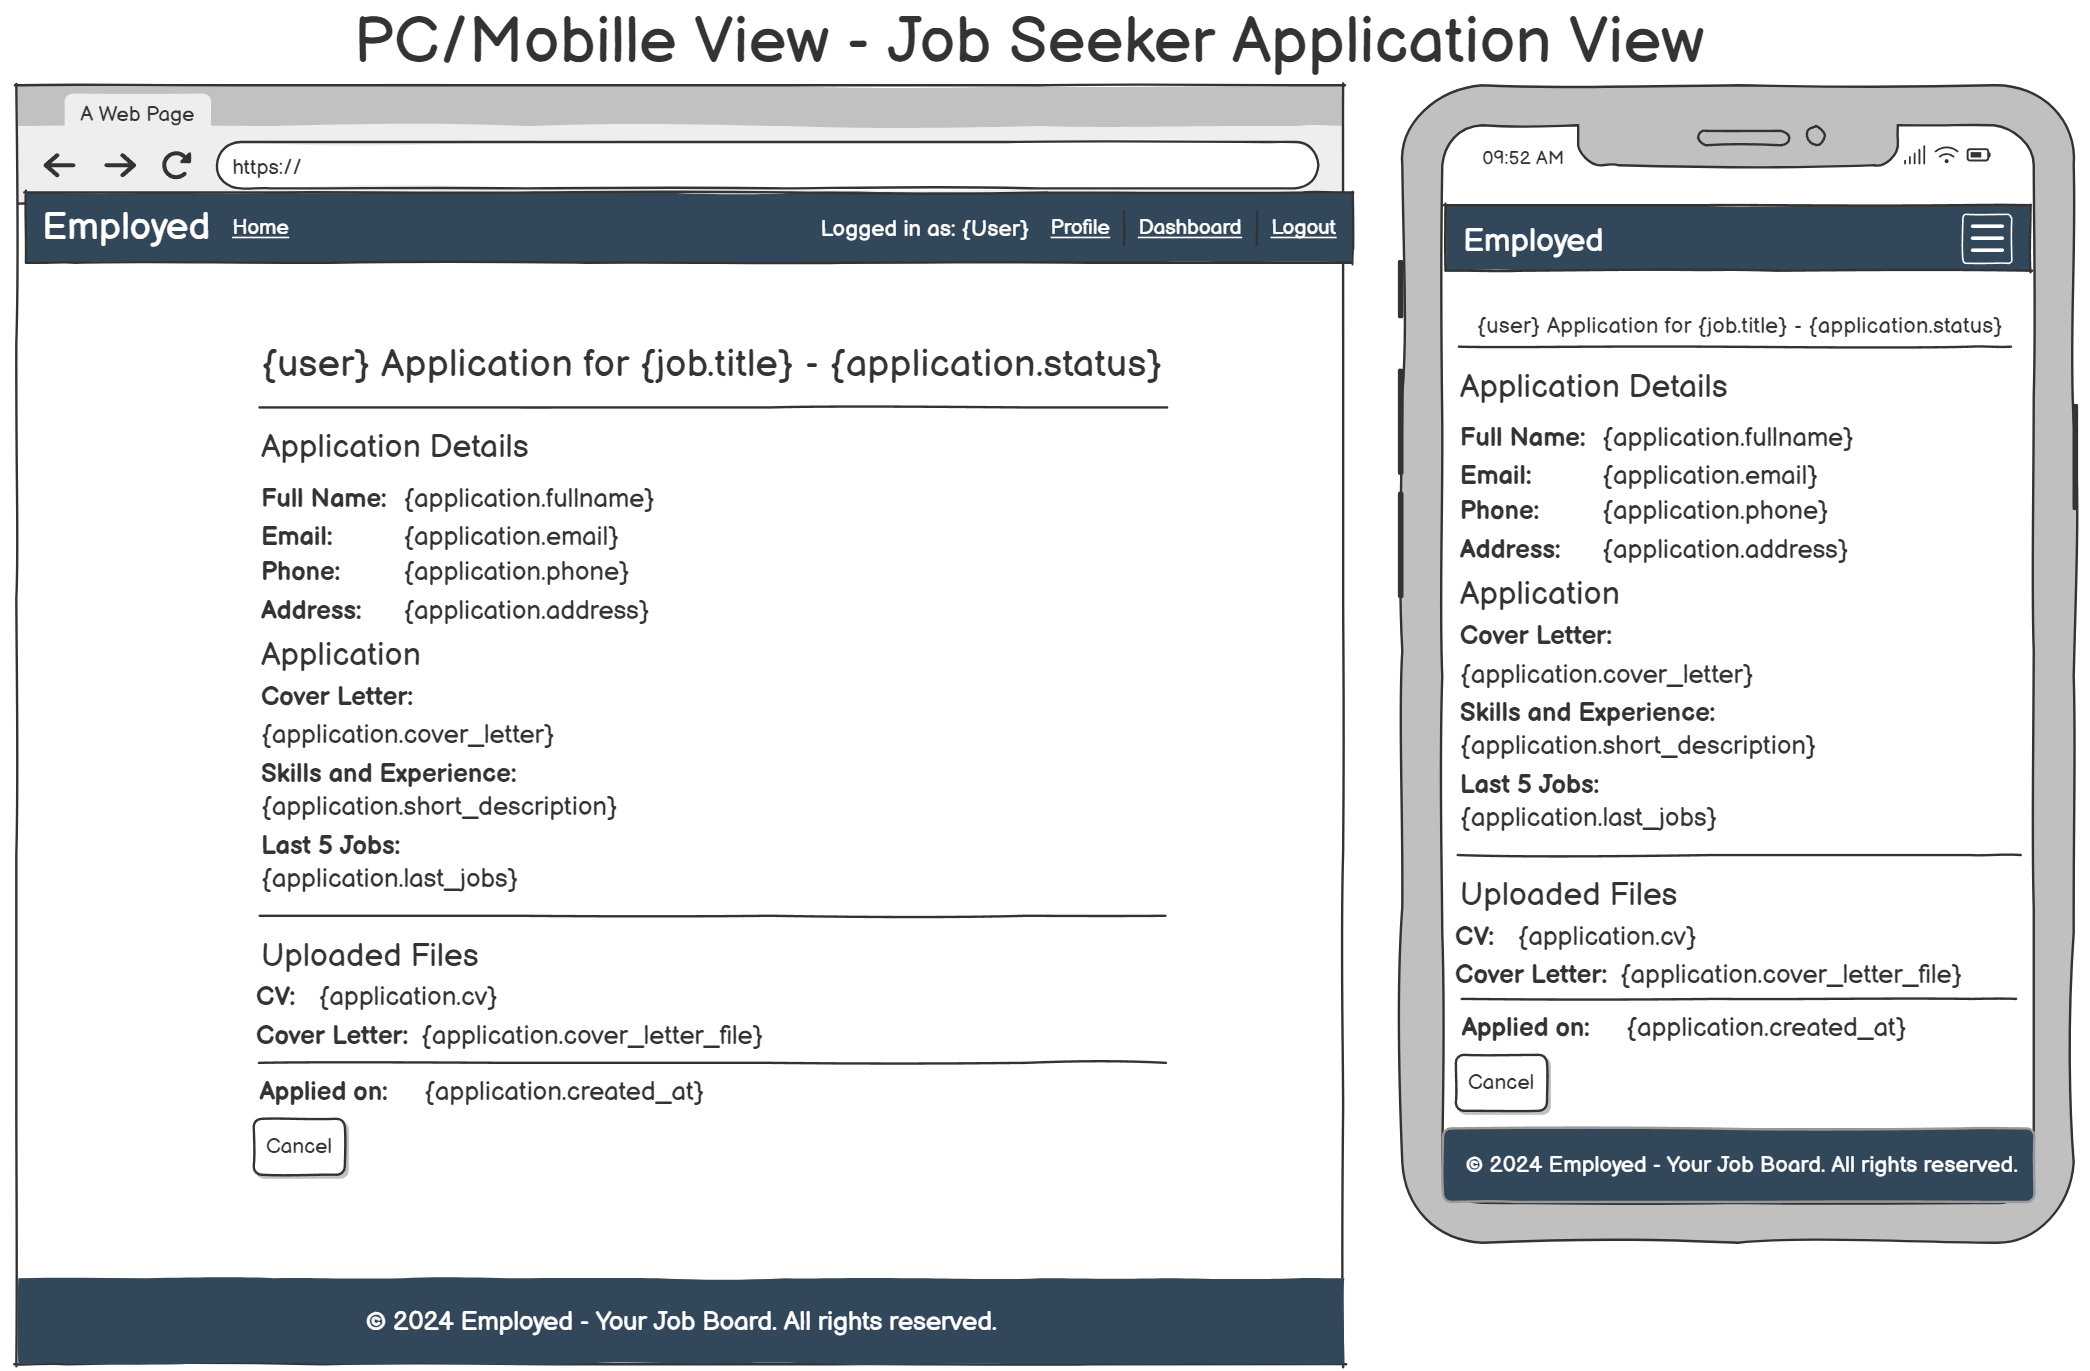 PC/Mobille View - Job Seeker Application View
A Web Page
https://
Employed Home Logged in as: {User} Profile Dashboard Logout
{user} Application for {job.title} - {application.status}
Application Details
Full Name: {application.fullname}
Email: {application.email}
Phone: {application.phone}
Address: {application.address}
Application
Cover Letter:
{application.cover_letter}
Skills and Experience:
{application.short_description}
Last 5 Jobs:
{application.last_jobs}
Uploaded Files
CV: {application.cv}
Cover Letter: {application.cover_letter_file}
Applied on: {application.created_at}
Cancel
© 2024 Employed - Your Job Board. All rights reserved.
09:52 AM
Employed
{user} Application for {job.title} - {application.status}
Application Details
Full Name: {application.fullname}
Email: {application.email}
Phone: {application.phone}
Address: {application.address}
Application
Cover Letter:
{application.cover_letter}
Skills and Experience:
{application.short_description}
Last 5 Jobs:
{application.last_jobs}
Uploaded Files
CV: {application.cv}
Cover Letter: {application.cover_letter_file}
Applied on: {application.created_at}
Cancel
© 2024 Employed - Your Job Board. All rights reserved.